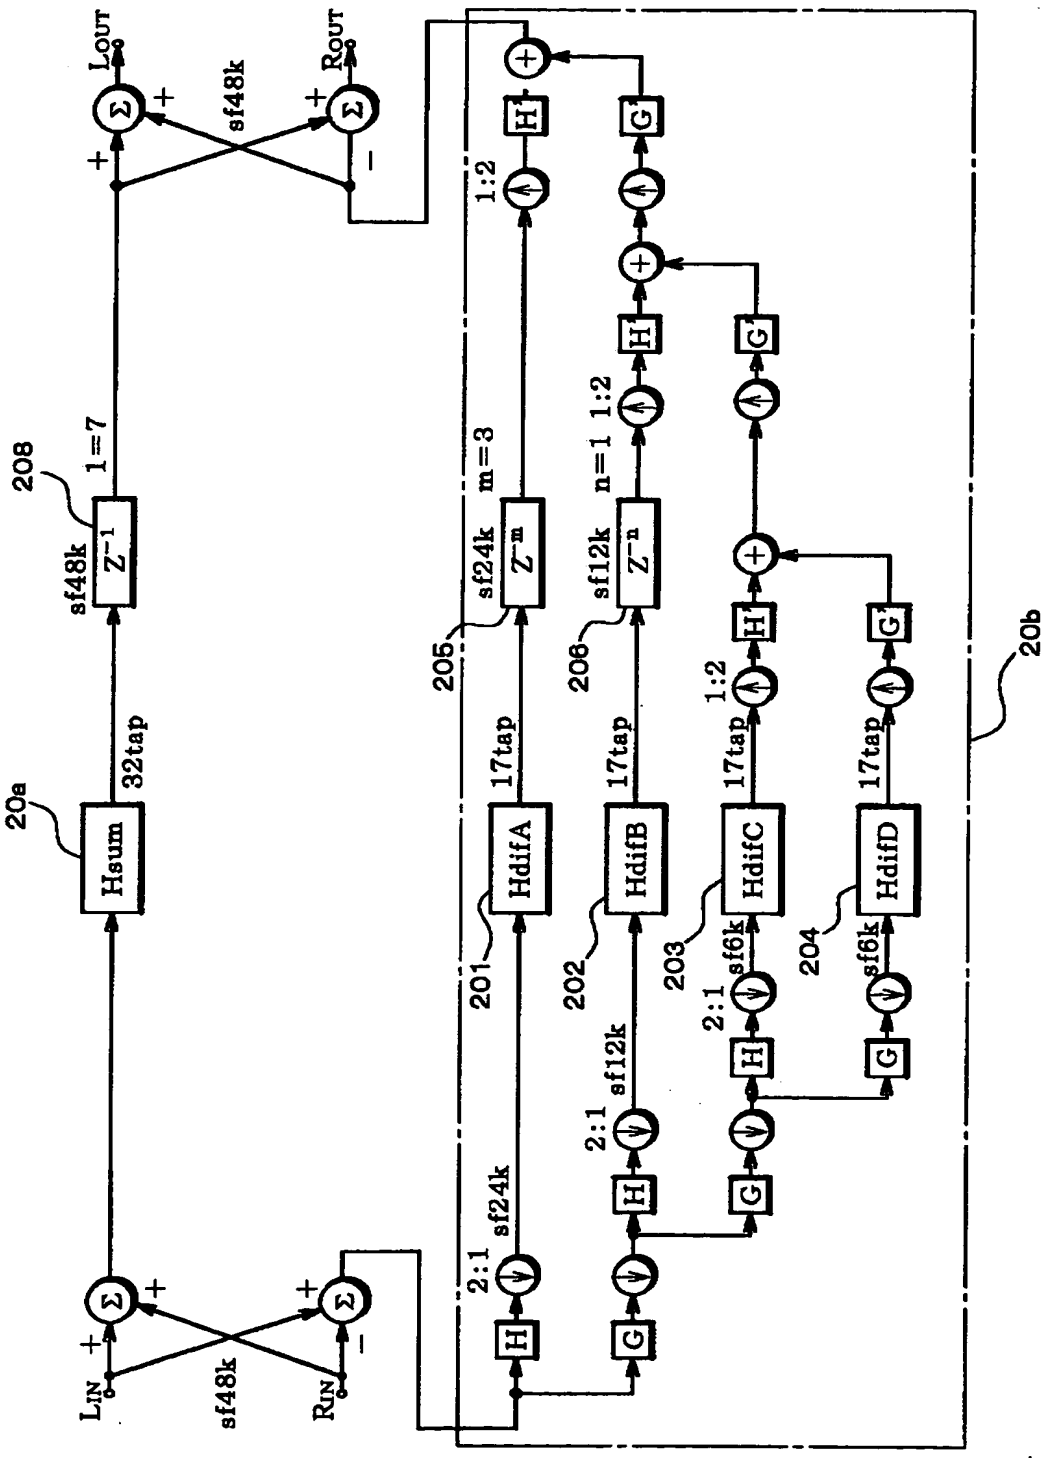 LIN
RIN
sf48k
+
+
Σ
+
−
Σ
20a
Hsum
32tap
208
sf48k
Z⁻¹
1=7
+
+
Σ
LOUT
sf48k
+
−
Σ
ROUT
H
2:1
sf24k
201
HdifA
17tap
205
sf24k
Z⁻ᵐ
m=3
1:2
H'
+
G
H
2:1
sf12k
202
HdifB
17tap
206
sf12k
Z⁻ⁿ
n=1
1:2
H'
+
G'
G
H
2:1
sf6k
203
HdifC
17tap
1:2
H'
+
G'
G
sf6k
204
HdifD
17tap
G'
20b